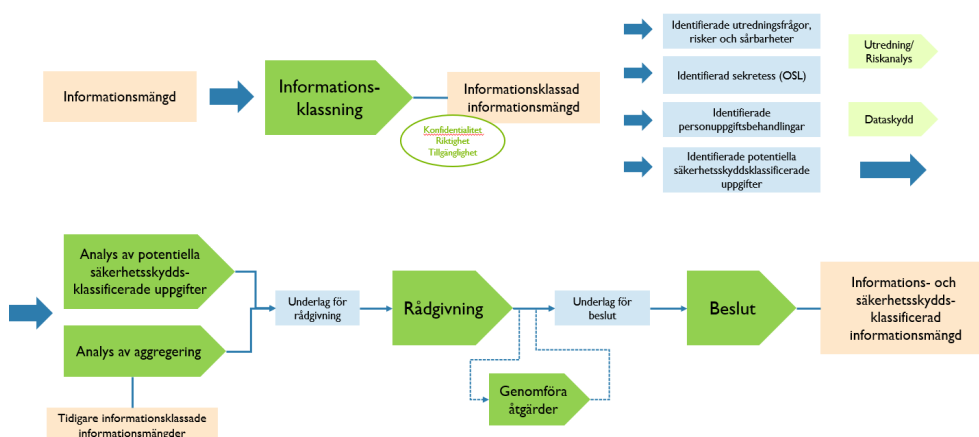 Informationsmängd
Informations-
klassning
Konfidentialitet
Riktighet
Tillgänglighet
Informationsklassad
informationsmängd
Identifierade utredningsfrågor,
risker och sårbarheter
Identifierad sekretess (OSL)
Identifierade
personuppgiftsbehandlingar
Identifierade potentiella
säkerhetsskyddsklassificerade
uppgifter
Utredning/
Riskanalys
Dataskydd
Analys av potentiella
säkerhetsskydds-
klassificerade uppgifter
Analys av aggregering
Tidigare informationsklassade
informationsmängder
Underlag för
rådgivning
Rådgivning
Genomföra
åtgärder
Underlag för
beslut
Beslut
Informations- och
säkerhetsskydds-
klassificerad
informationsmängd